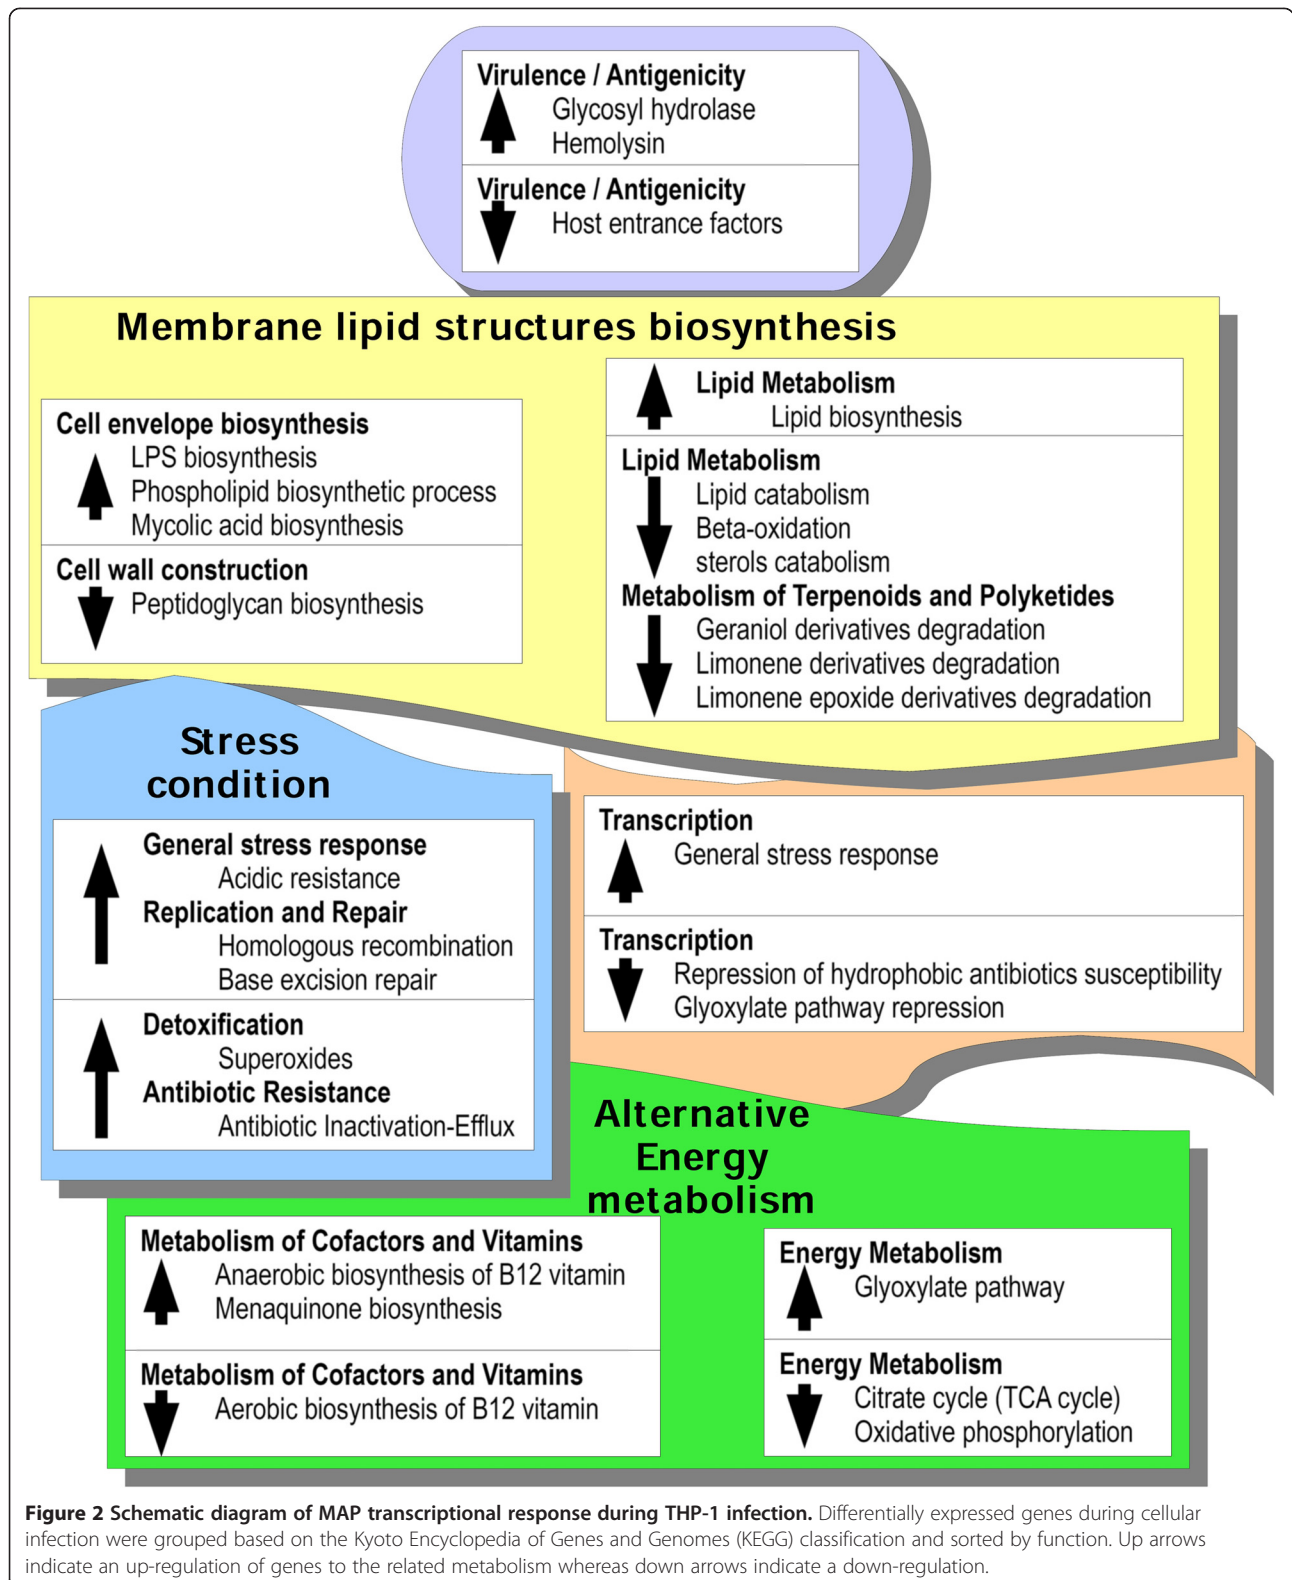 Virulence / Antigenicity
Glycosyl hydrolase
Hemolysin
Virulence / Antigenicity
Host entrance factors
Membrane lipid structures biosynthesis
Cell envelope biosynthesis
LPS biosynthesis
Phospholipid biosynthetic process
Mycolic acid biosynthesis
Cell wall construction
Peptidoglycan biosynthesis
Lipid Metabolism
Lipid biosynthesis
Lipid Metabolism
Lipid catabolism
Beta-oxidation
sterols catabolism
Metabolism of Terpenoids and Polyketides
Geraniol derivatives degradation
Limonene derivatives degradation
Limonene epoxide derivatives degradation
Stress
condition
General stress response
Acidic resistance
Replication and Repair
Homologous recombination
Base excision repair
Detoxification
Superoxides
Antibiotic Resistance
Antibiotic Inactivation-Efflux
Transcription
General stress response
Transcription
Repression of hydrophobic antibiotics susceptibility
Glyoxylate pathway repression
Alternative
Energy
metabolism
Metabolism of Cofactors and Vitamins
Anaerobic biosynthesis of B12 vitamin
Menaquinone biosynthesis
Metabolism of Cofactors and Vitamins
Aerobic biosynthesis of B12 vitamin
Energy Metabolism
Glyoxylate pathway
Energy Metabolism
Citrate cycle (TCA cycle)
Oxidative phosphorylation
Figure 2 Schematic diagram of MAP transcriptional response during THP-1 infection. Differentially expressed genes during cellular
infection were grouped based on the Kyoto Encyclopedia of Genes and Genomes (KEGG) classification and sorted by function. Up arrows
indicate an up-regulation of genes to the related metabolism whereas down arrows indicate a down-regulation.